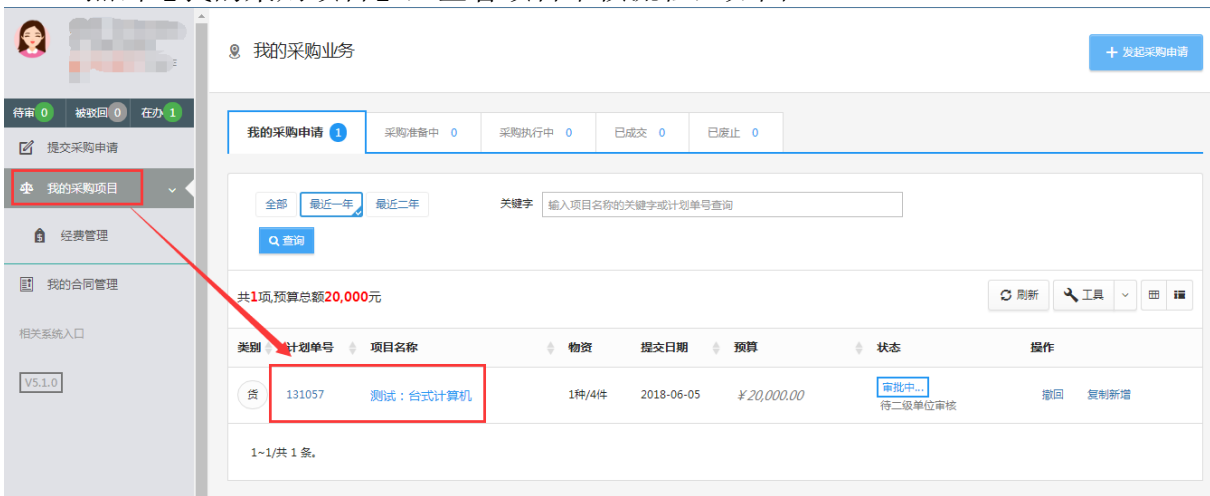 我的采购业务
+ 发起采购申请
待审 0 被驳回 0 在办 1
提交采购申请
我的采购项目
经费管理
我的合同管理
相关系统入口
V5.1.0
我的采购申请 1 采购准备中 0 采购执行中 0 已成交 0 已废止 0
全部 最近一年 最近二年 关键字 输入项目名称的关键字或计划单号查询
查询
共1项,预算总额20,000元 刷新 工具
类别 计划单号 项目名称 物资 提交日期 预算 状态 操作
货 131057 测试：台式计算机 1种/4件 2018-06-05 ￥20,000.00 审批中... 撤回 复制新增
待二级单位审核
1~1/共 1 条。